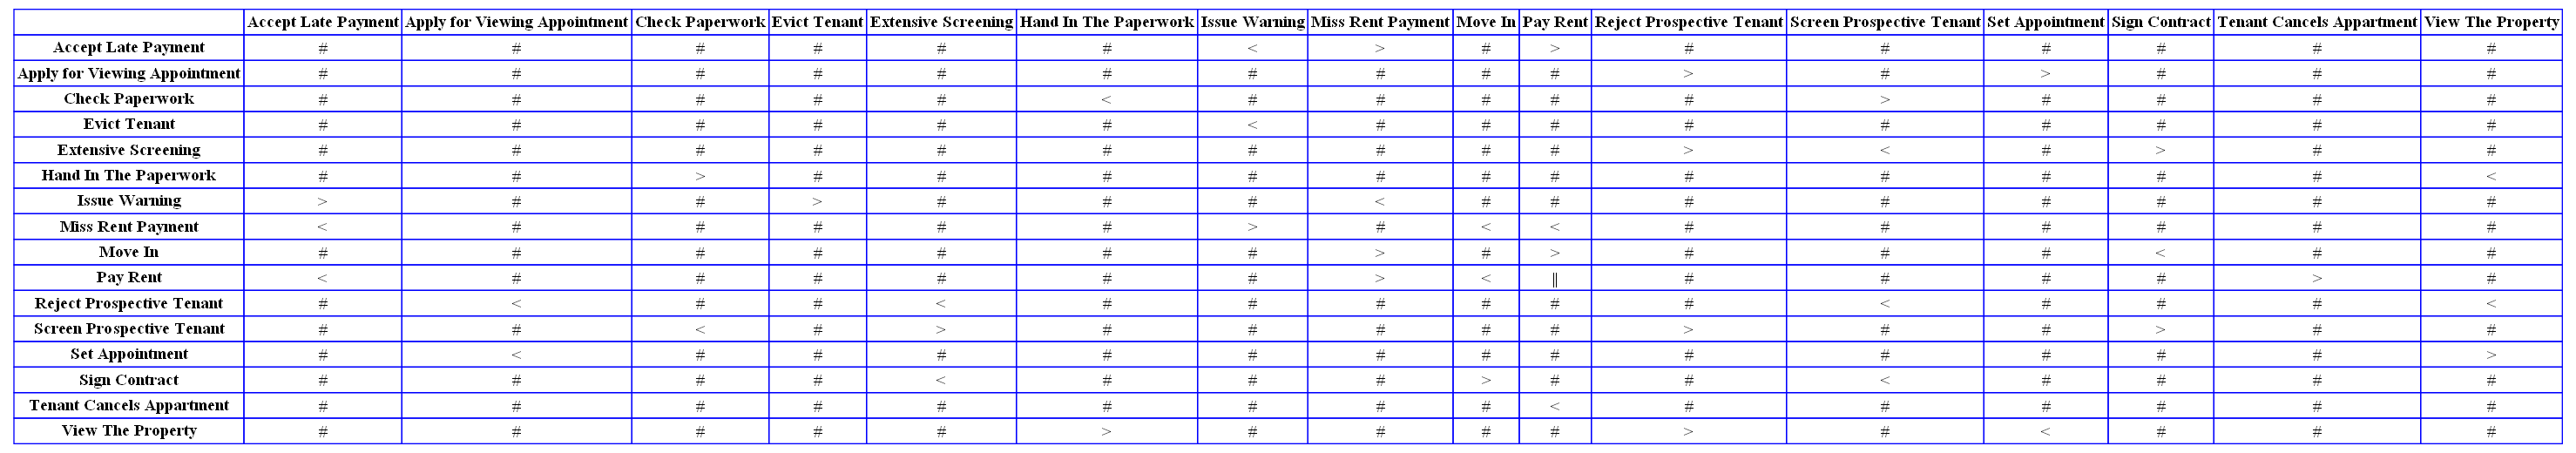 Accept Late Payment Apply for Viewing Appointment Check Paperwork Evict Tenant Extensive Screening Hand In The Paperwork Issue Warning Miss Rent Payment Move In Pay Rent Reject Prospective Tenant Screen Prospective Tenant Set Appointment Sign Contract Tenant Cancels Appartment View The Property
Accept Late Payment # # # # # # < > # > # # # # # #
Apply for Viewing Appointment # # # # # # # # # # > # > # # #
Check Paperwork # # # # # < # # # # # > # # # #
Evict Tenant # # # # # # < # # # # # # # # #
Extensive Screening # # # # # # # # # # > < # > # #
Hand In The Paperwork # # > # # # # # # # # # # # # <
Issue Warning > # # > # # # < # # # # # # # #
Miss Rent Payment < # # # # # > # < < # # # # # #
Move In # # # # # # # > # > # # # < # #
Pay Rent < # # # # # # > < || # # # # > #
Reject Prospective Tenant # < # # < # # # # # # < # # # <
Screen Prospective Tenant # # < # > # # # # # > # # > # #
Set Appointment # < # # # # # # # # # # # # # >
Sign Contract # # # # < # # # > # # < # # # #
Tenant Cancels Appartment # # # # # # # # # < # # # # # #
View The Property # # # # # > # # # # > # < # # #